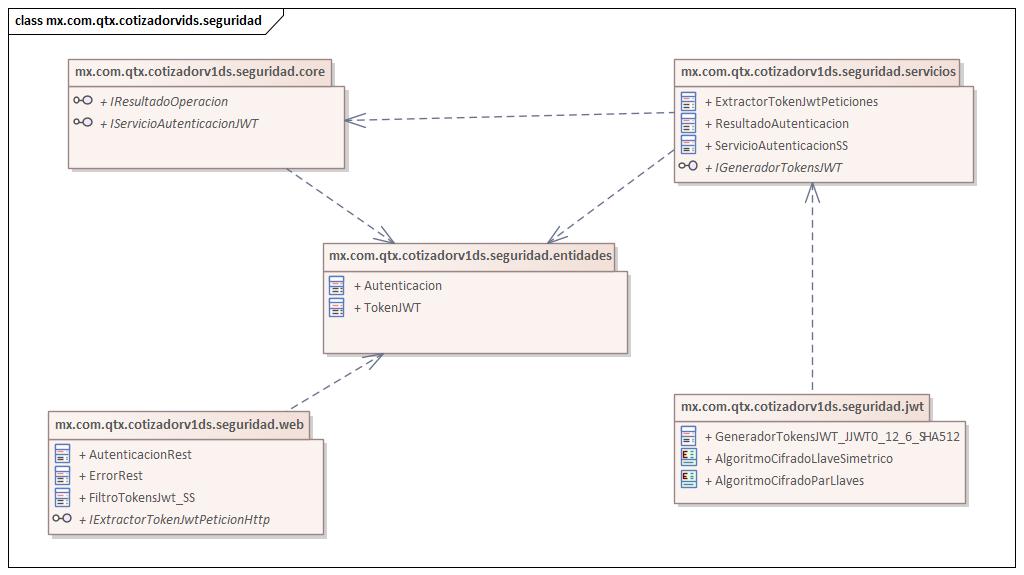 class mx.com.qtx.cotizadorvids.seguridad
mx.com.qtx.cotizadorv1ds.seguridad.core
+ IResultadoOperacion
+ IServicioAutenticacionJWT
mx.com.qtx.cotizadorv1ds.seguridad.servicios
+ ExtractorTokenJwtPeticiones
+ ResultadoAutenticacion
+ ServicioAutenticacionSS
+ IGeneradorTokensJWT
mx.com.qtx.cotizadorv1ds.seguridad.entidades
+ Autenticacion
+ TokenJWT
mx.com.qtx.cotizadorv1ds.seguridad.web
+ AutenticacionRest
+ ErrorRest
+ FiltroTokensJwt_SS
+ IExtractorTokenJwtPeticionHttp
mx.com.qtx.cotizadorv1ds.seguridad.jwt
+ GeneradorTokensJWT_JJWT0_12_6_SHA512
+ AlgoritmoCifradoLlaveSimetrico
+ AlgoritmoCifradoParLlaves